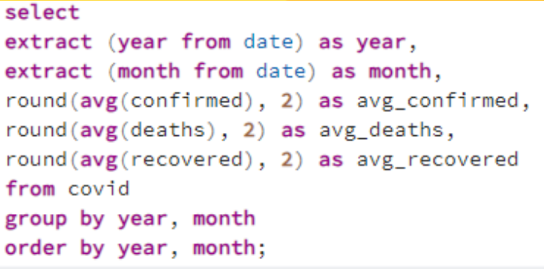 select
extract (year from date) as year,
extract (month from date) as month,
round(avg(confirmed), 2) as avg_confirmed,
round(avg(deaths), 2) as avg_deaths,
round(avg(recovered), 2) as avg_recovered
from covid
group by year, month
order by year, month;